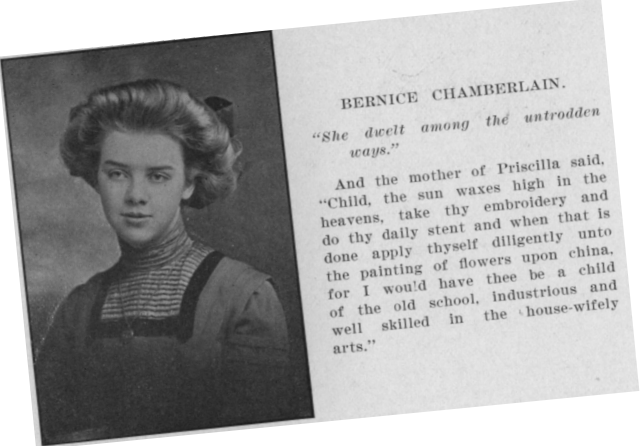 BERNICE CHAMBERLAIN.
"She dwelt among the untrodden
ways."
And the mother of Priscilla said,
"Child, the sun waxes high in the
heavens, take thy embroidery and
do thy daily stent and when that is
done apply thyself diligently unto
the painting of flowers upon china,
for I would have thee be a child
of the old school, industrious and
well skilled in the house-wifely
arts."